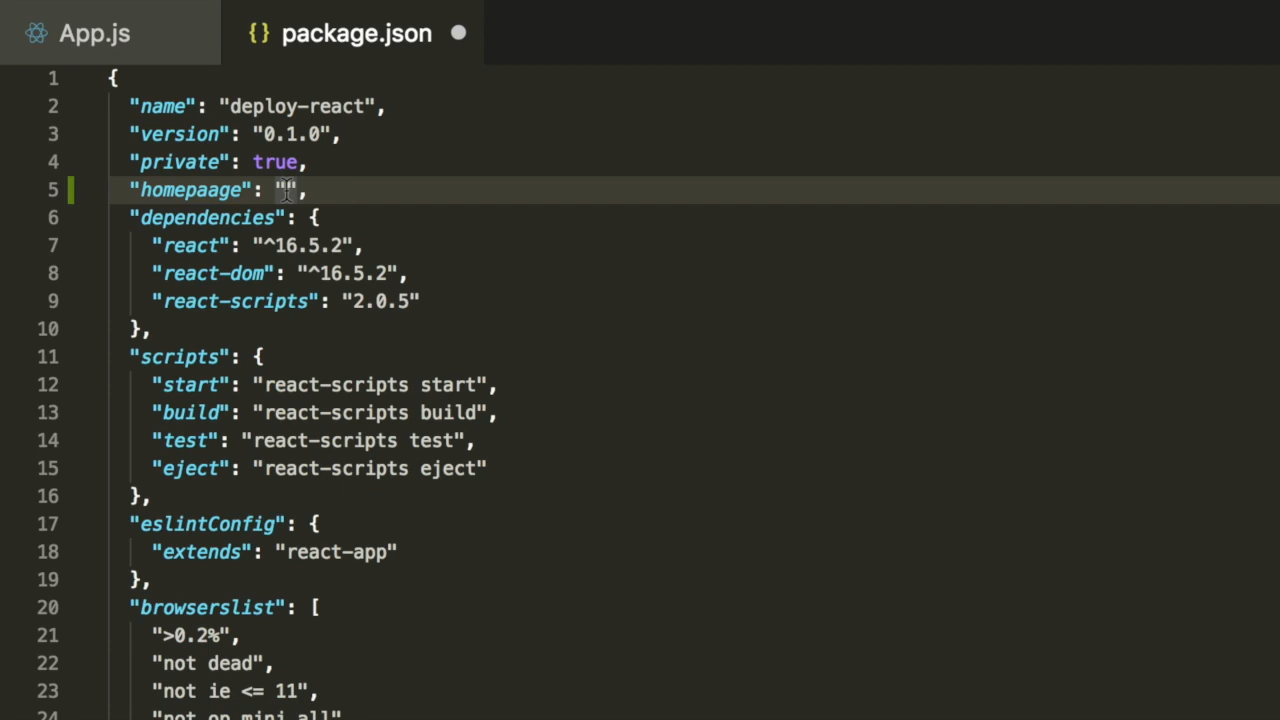 App.js
{} package.json
1 {
2 "name": "deploy-react",
3 "version": "0.1.0",
4 "private": true,
5 "homepaage": "",
6 "dependencies": {
7 "react": "^16.5.2",
8 "react-dom": "^16.5.2",
9 "react-scripts": "2.0.5"
10 },
11 "scripts": {
12 "start": "react-scripts start",
13 "build": "react-scripts build",
14 "test": "react-scripts test",
15 "eject": "react-scripts eject"
16 },
17 "eslintConfig": {
18 "extends": "react-app"
19 },
20 "browserslist": [
21 ">0.2%",
22 "not dead",
23 "not ie <= 11",
24 "not op_mini all"